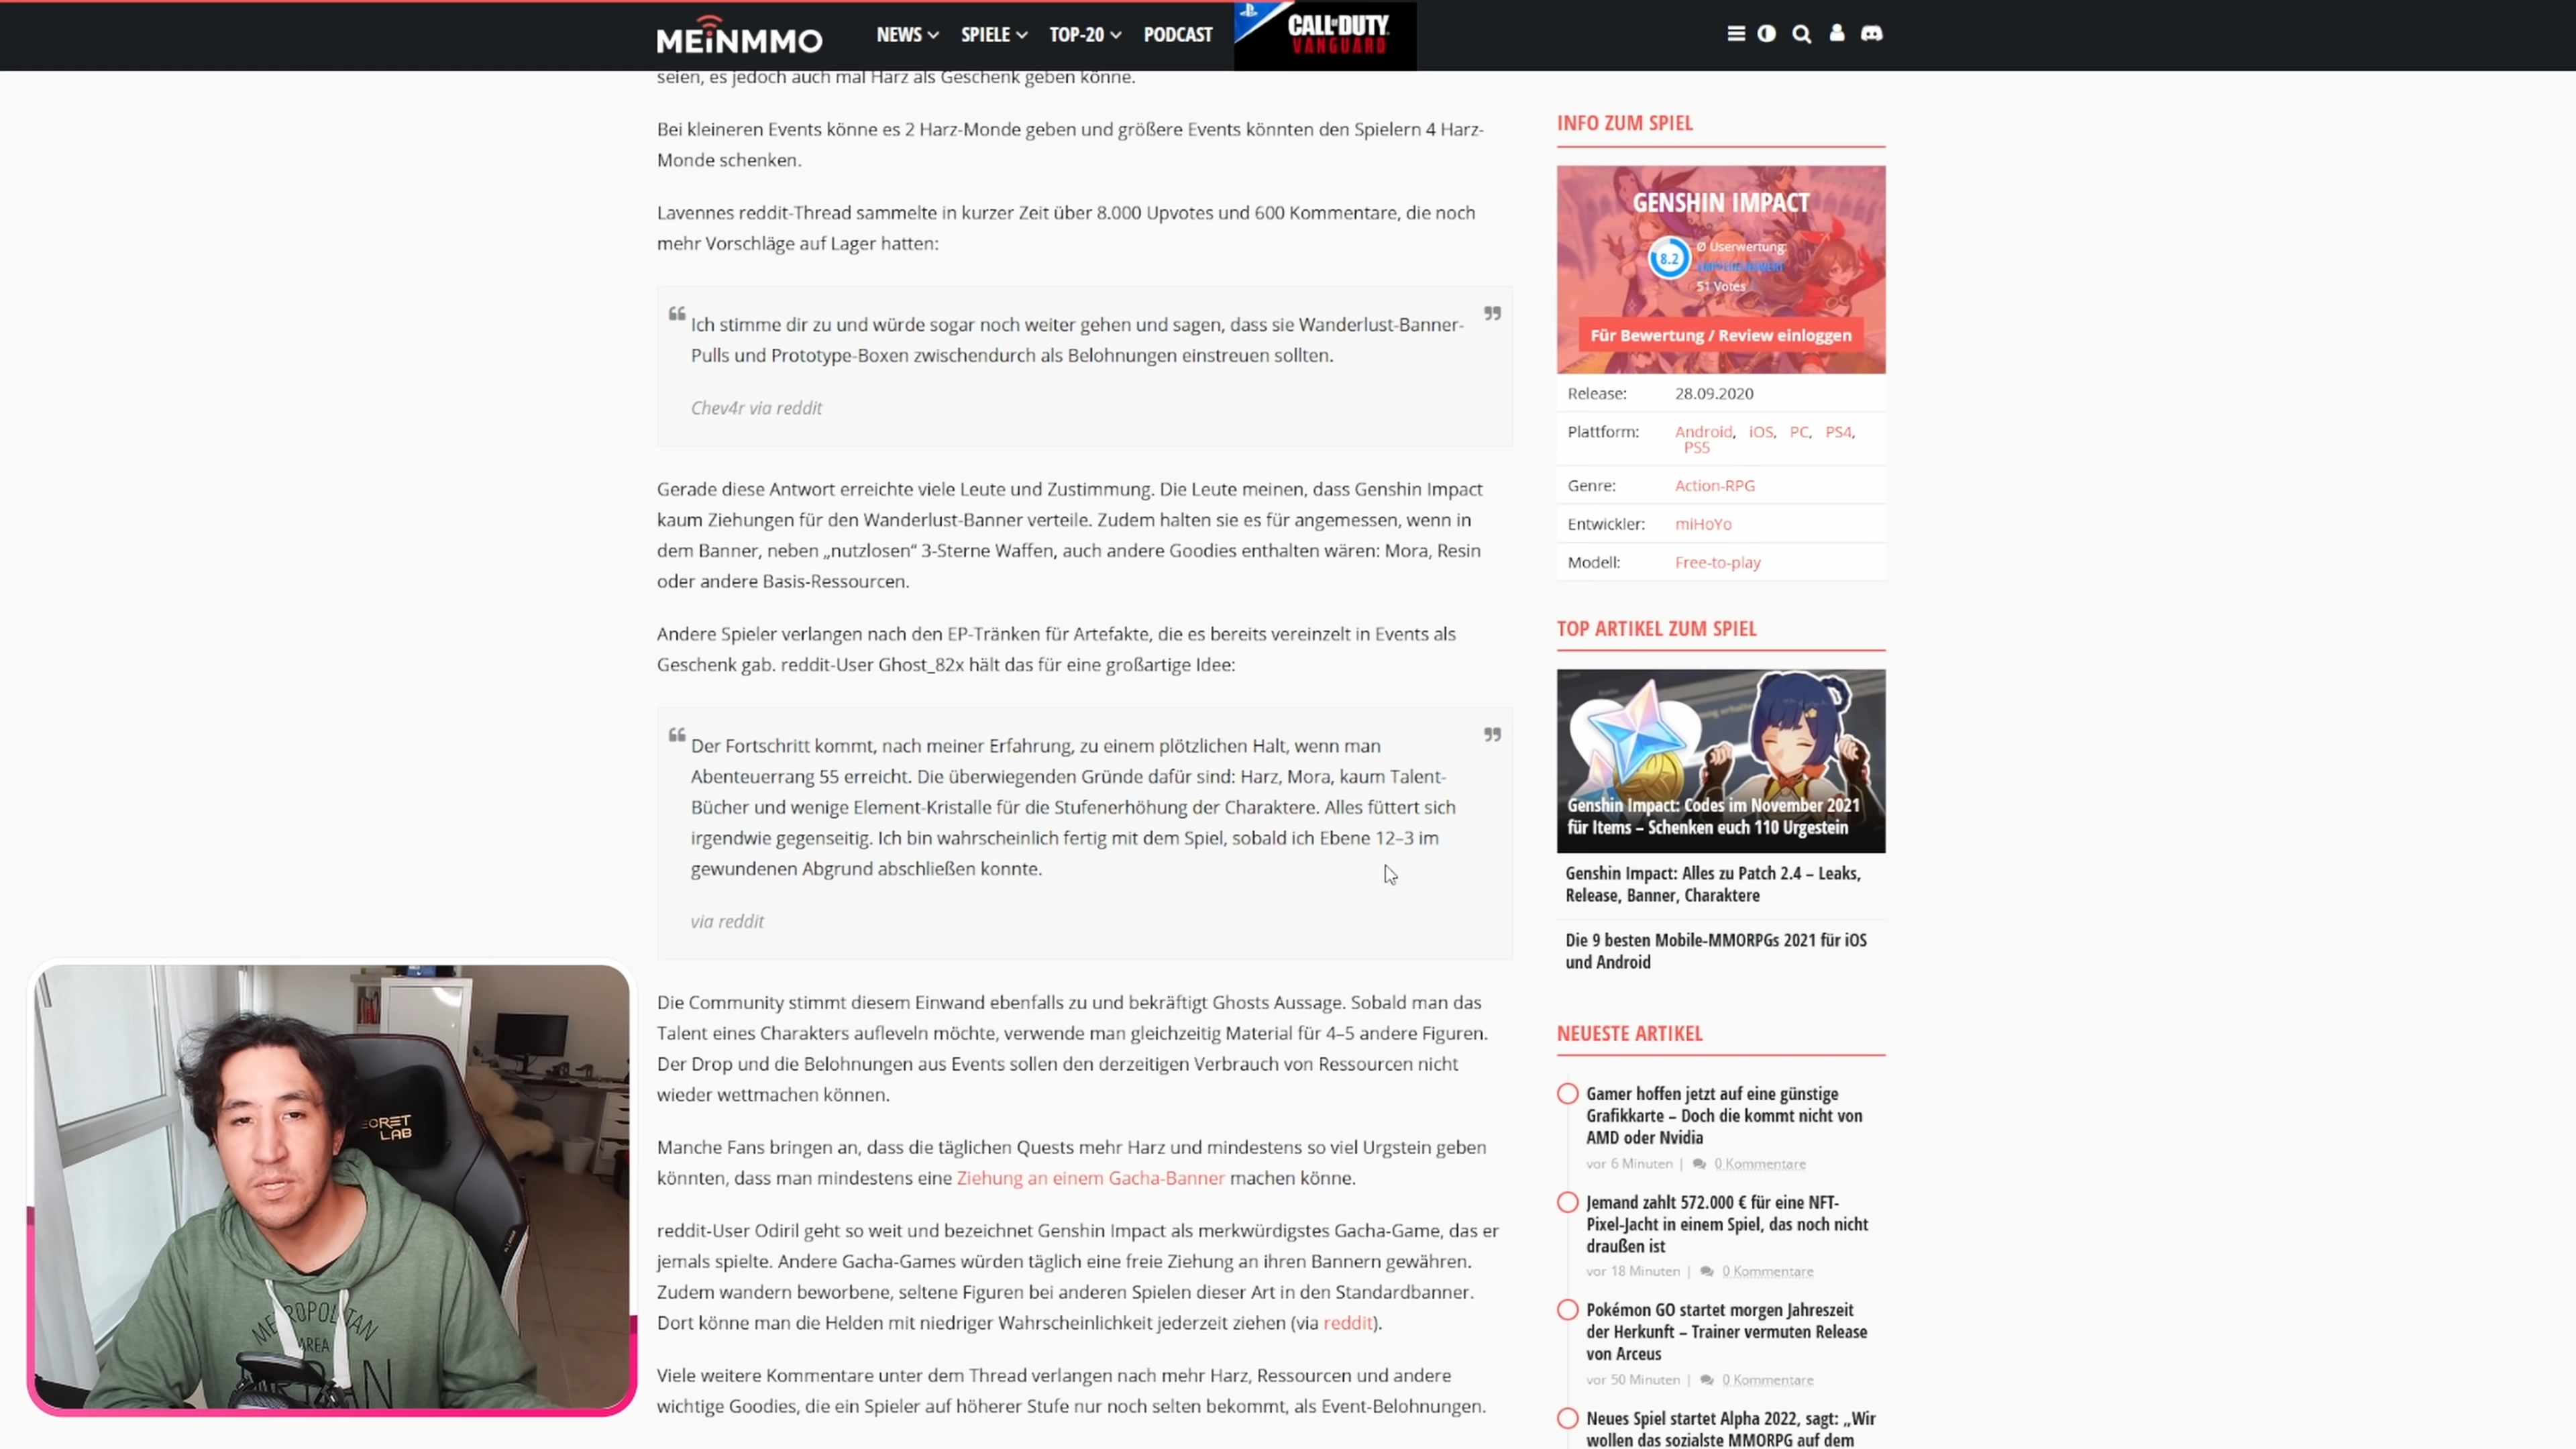 MEiNMMO
NEWS
SPIELE
TOP-20
PODCAST
CALL OF DUTY
VANGUARD
seien, es jedoch auch mal Harz als Geschenk geben könne.
Bei kleineren Events könne es 2 Harz-Monde geben und größere Events könnten den Spielern 4 Harz-
Monde schenken.
Lavennes reddit-Thread sammelte in kurzer Zeit über 8.000 Upvotes und 600 Kommentare, die noch
mehr Vorschläge auf Lager hatten:
“ Ich stimme dir zu und würde sogar noch weiter gehen und sagen, dass sie Wanderlust-Banner- ”
Pulls und Prototype-Boxen zwischendurch als Belohnungen einstreuen sollten.
Chev4r via reddit
Gerade diese Antwort erreichte viele Leute und Zustimmung. Die Leute meinen, dass Genshin Impact
kaum Ziehungen für den Wanderlust-Banner verteile. Zudem halten sie es für angemessen, wenn in
dem Banner, neben „nutzlosen“ 3-Sterne Waffen, auch andere Goodies enthalten wären: Mora, Resin
oder andere Basis-Ressourcen.
Andere Spieler verlangen nach den EP-Tränken für Artefakte, die es bereits vereinzelt in Events als
Geschenk gab. reddit-User Ghost_82x hält das für eine großartige Idee:
“ Der Fortschritt kommt, nach meiner Erfahrung, zu einem plötzlichen Halt, wenn man ”
Abenteuerrang 55 erreicht. Die überwiegenden Gründe dafür sind: Harz, Mora, kaum Talent-
Bücher und wenige Element-Kristalle für die Stufenerhöhung der Charaktere. Alles füttert sich
irgendwie gegenseitig. Ich bin wahrscheinlich fertig mit dem Spiel, sobald ich Ebene 12–3 im
gewundenen Abgrund abschließen konnte.
via reddit
Die Community stimmt diesem Einwand ebenfalls zu und bekräftigt Ghosts Aussage. Sobald man das
Talent eines Charakters aufleveln möchte, verwende man gleichzeitig Material für 4–5 andere Figuren.
Der Drop und die Belohnungen aus Events sollen den derzeitigen Verbrauch von Ressourcen nicht
wieder wettmachen können.
Manche Fans bringen an, dass die täglichen Quests mehr Harz und mindestens so viel Urgstein geben
könnten, dass man mindestens eine Ziehung an einem Gacha-Banner machen könne.
reddit-User Odiril geht so weit und bezeichnet Genshin Impact als merkwürdigstes Gacha-Game, das er
jemals spielte. Andere Gacha-Games würden täglich eine freie Ziehung an ihren Bannern gewähren.
Zudem wandern beworbene, seltene Figuren bei anderen Spielen dieser Art in den Standardbanner.
Dort könne man die Helden mit niedriger Wahrscheinlichkeit jederzeit ziehen (via reddit).
Viele weitere Kommentare unter dem Thread verlangen nach mehr Harz, Ressourcen und andere
wichtige Goodies, die ein Spieler auf höherer Stufe nur noch selten bekommt, als Event-Belohnungen.
INFO ZUM SPIEL
GENSHIN IMPACT
8.2
Ø Userwertung:
51 Votes
Für Bewertung / Review einloggen
Release: 28.09.2020
Plattform: Android, iOS, PC, PS4,
PS5
Genre: Action-RPG
Entwickler: miHoYo
Modell: Free-to-play
TOP ARTIKEL ZUM SPIEL
Genshin Impact: Codes im November 2021
für Items – Schenken euch 110 Urgestein
Genshin Impact: Alles zu Patch 2.4 – Leaks,
Release, Banner, Charaktere
Die 9 besten Mobile-MMORPGs 2021 für iOS
und Android
NEUESTE ARTIKEL
Gamer hoffen jetzt auf eine günstige
Grafikkarte – Doch die kommt nicht von
AMD oder Nvidia
vor 6 Minuten | 0 Kommentare
Jemand zahlt 572.000 € für eine NFT-
Pixel-Jacht in einem Spiel, das noch nicht
draußen ist
vor 18 Minuten | 0 Kommentare
Pokémon GO startet morgen Jahreszeit
der Herkunft – Trainer vermuten Release
von Arceus
vor 50 Minuten | 0 Kommentare
Neues Spiel startet Alpha 2022, sagt: „Wir
wollen das sozialste MMORPG auf dem
LAB
AREA